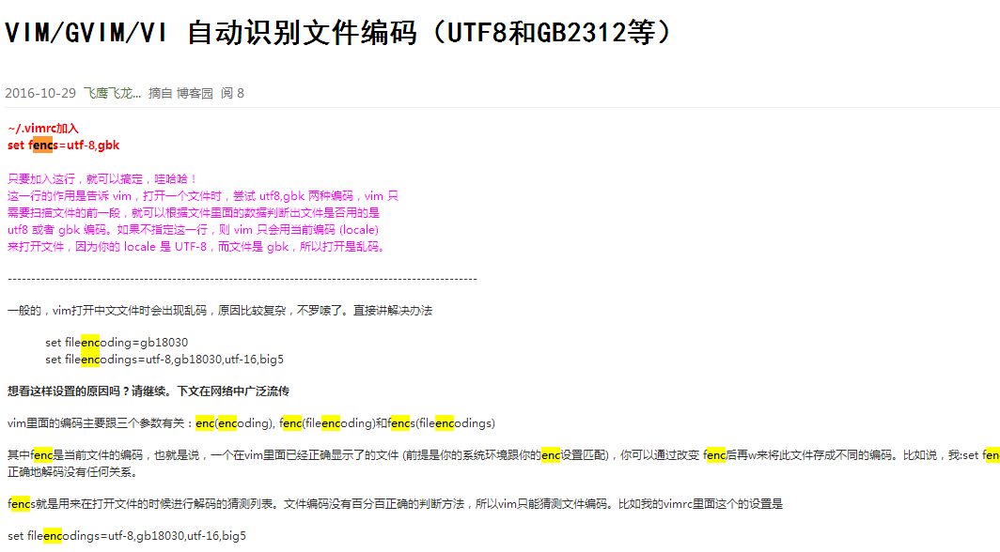 VIM/GVIM/VI 自动识别文件编码（UTF8和GB2312等）
2016-10-29 飞鹰飞龙... 摘自 博客园 阅 8
~/.vimrc加入
set fencs=utf-8,gbk
只要加入这行，就可以搞定，哇哈哈！
这一行的作用是告诉 vim，打开一个文件时，尝试 utf8,gbk 两种编码，vim 只
需要扫描文件的前一段，就可以根据文件里面的数据判断出文件是否用的是
utf8 或者 gbk 编码。如果不指定这一行，则 vim 只会用当前编码 (locale)
来打开文件，因为你的 locale 是 UTF-8，而文件是 gbk，所以打开是乱码。
----------------------------------------------------------------------------------------------------
一般的，vim打开中文文件时会出现乱码，原因比较复杂，不罗嗦了。直接讲解决办法
set fileencoding=gb18030
set fileencodings=utf-8,gb18030,utf-16,big5
想看这样设置的原因吗？请继续。下文在网络中广泛流传
vim里面的编码主要跟三个参数有关：enc(encoding), fenc(fileencoding)和fencs(fileencodings)
其中fenc是当前文件的编码，也就是说，一个在vim里面已经正确显示了的文件 (前提是你的系统环境跟你的enc设置匹配)，你可以通过改变 fenc后再w来将此文件存成不同的编码。比如说，我:set fen
正确地解码没有任何关系。
fencs就是用来在打开文件的时候进行解码的猜测列表。文件编码没有百分百正确的判断方法，所以vim只能猜测文件编码。比如我的vimrc里面这个的设置是
set fileencodings=utf-8,gb18030,utf-16,big5